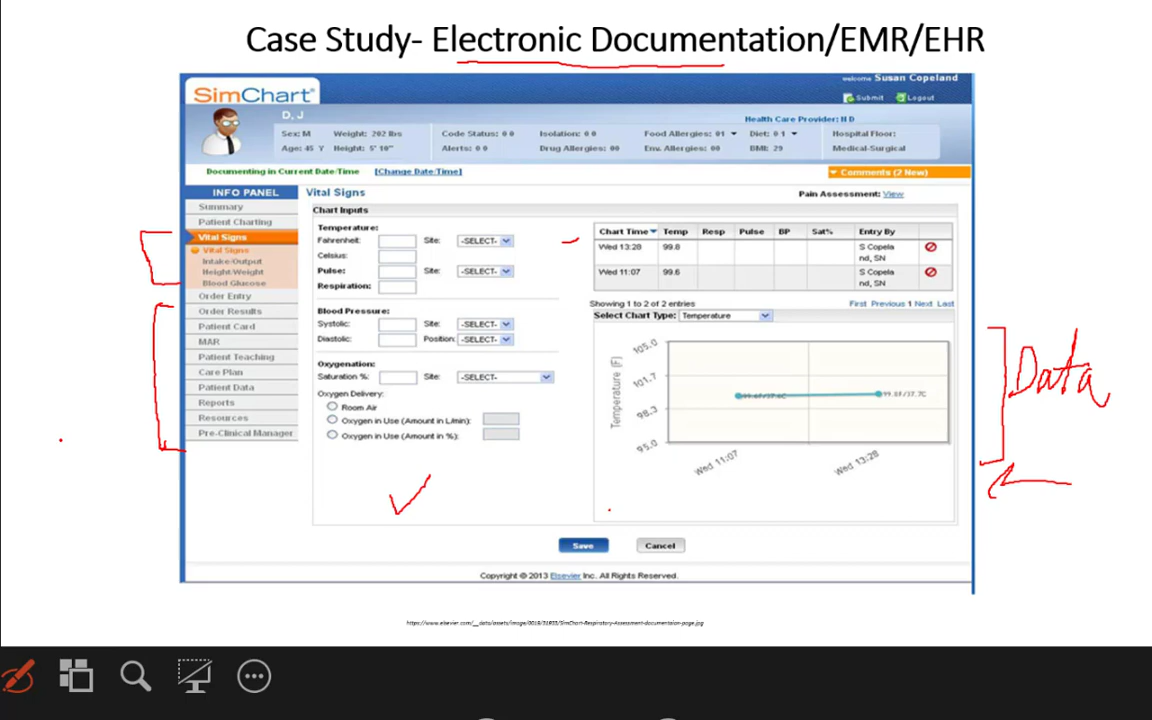 Case Study- Electronic Documentation/EMR/EHR
welcome Susan Copeland
SimChart
Submit Logout
D, J
Health Care Provider: H D
Sex: M Weight: 202 lbs Code Status: 0 0 Isolation: 0 0 Food Allergies: 01 Diet: 0 1 Hospital Floor:
Age: 45 Y Height: 5' 10" Alerts: 0 0 Drug Allergies: 00 Env. Allergies: 00 BMI: 29 Medical-Surgical
Documenting in Current Date/Time [Change Date/Time] Comments (2 New)
INFO PANEL
Summary
Patient Charting
Vital Signs
Vital Signs
Intake/Output
Height/Weight
Blood Glucose
Order Entry
Order Results
Patient Card
MAR
Patient Teaching
Care Plan
Patient Data
Reports
Resources
Pre-Clinical Manager
Vital Signs
Pain Assessment: View
Chart Inputs
Temperature:
Fahrenheit: Site: -SELECT-
Celsius:
Pulse: Site: -SELECT-
Respiration:
Blood Pressure:
Systolic: Site: -SELECT-
Diastolic: Position: -SELECT-
Oxygenation:
Saturation %: Site: -SELECT-
Oxygen Delivery:
Room Air
Oxygen in Use (Amount in L/min):
Oxygen in Use (Amount in %):
Chart Time Temp Resp Pulse BP Sat% Entry By
Wed 13:28 99.8 S Copela
nd, SN
Wed 11:07 99.6 S Copela
nd, SN
Showing 1 to 2 of 2 entries First Previous 1 Next Last
Select Chart Type: Temperature
Temperature (F)
105.0
101.7
98.3
95.0
99.8F/37.7C
Wed 11:07 Wed 13:28
Data
Save Cancel
Copyright © 2013 Elsevier Inc. All Rights Reserved.